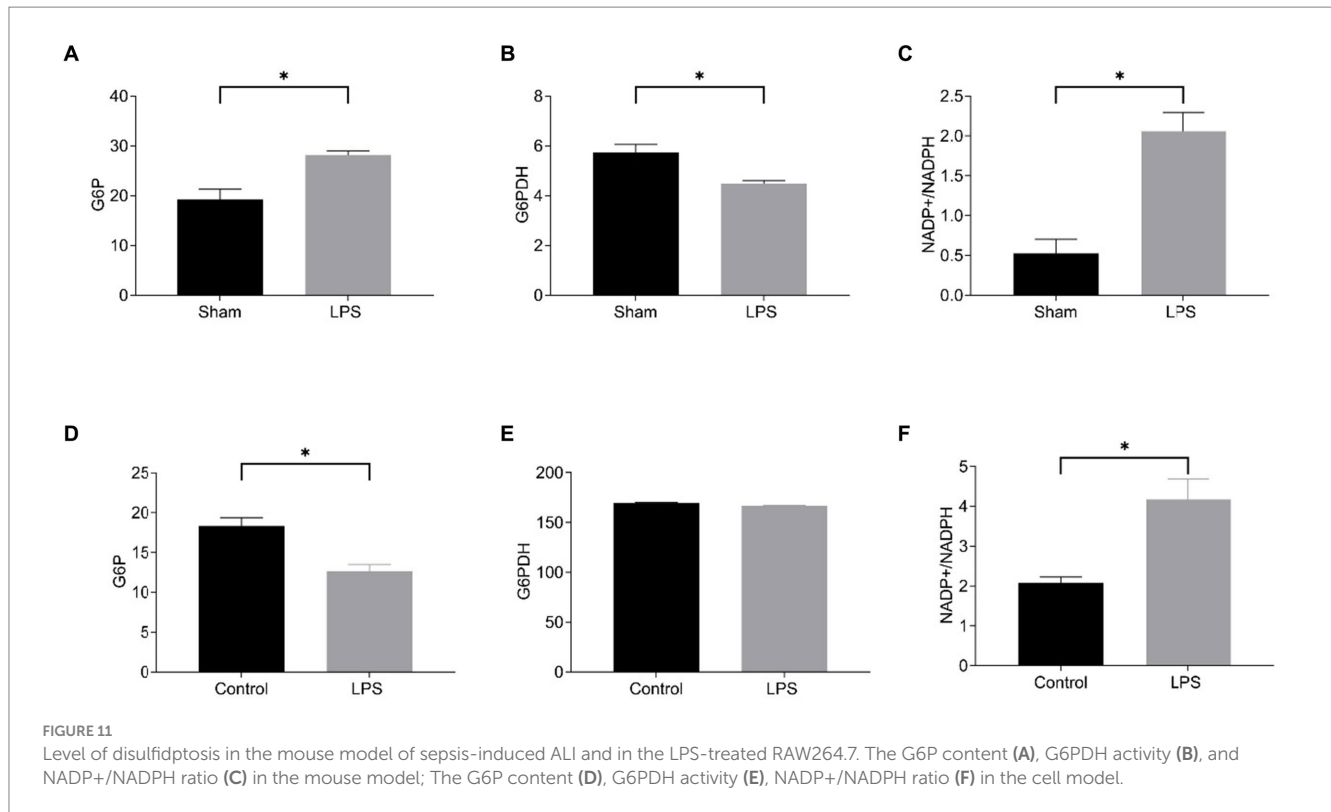 A
*
G6P
40
30
20
10
0
Sham
LPS
B
*
G6PDH
8
6
4
2
0
Sham
LPS
C
*
NADP+/NADPH
2.5
2.0
1.5
1.0
0.5
0.0
Sham
LPS
D
*
G6P
25
20
15
10
5
0
Control
LPS
E
G6PDH
200
150
100
50
0
Control
LPS
F
*
NADP+/NADPH
5
4
3
2
1
0
Control
LPS
FIGURE 11
Level of disulfidptosis in the mouse model of sepsis-induced ALI and in the LPS-treated RAW264.7. The G6P content (A), G6PDH activity (B), and
NADP+/NADPH ratio (C) in the mouse model; The G6P content (D), G6PDH activity (E), NADP+/NADPH ratio (F) in the cell model.